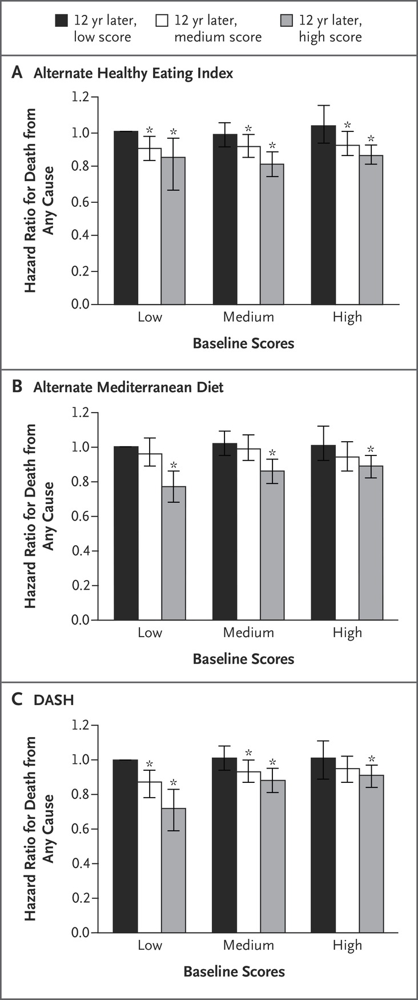 12 yr later, low score
12 yr later, medium score
12 yr later, high score
A Alternate Healthy Eating Index
Hazard Ratio for Death from
Any Cause
1.2
1.0
0.8
0.6
0.4
0.2
0.0
* * * * * *
Low Medium High
Baseline Scores
B Alternate Mediterranean Diet
Hazard Ratio for Death from
Any Cause
1.2
1.0
0.8
0.6
0.4
0.2
0.0
* * *
Low Medium High
Baseline Scores
C DASH
Hazard Ratio for Death from
Any Cause
1.2
1.0
0.8
0.6
0.4
0.2
0.0
* * * * *
Low Medium High
Baseline Scores